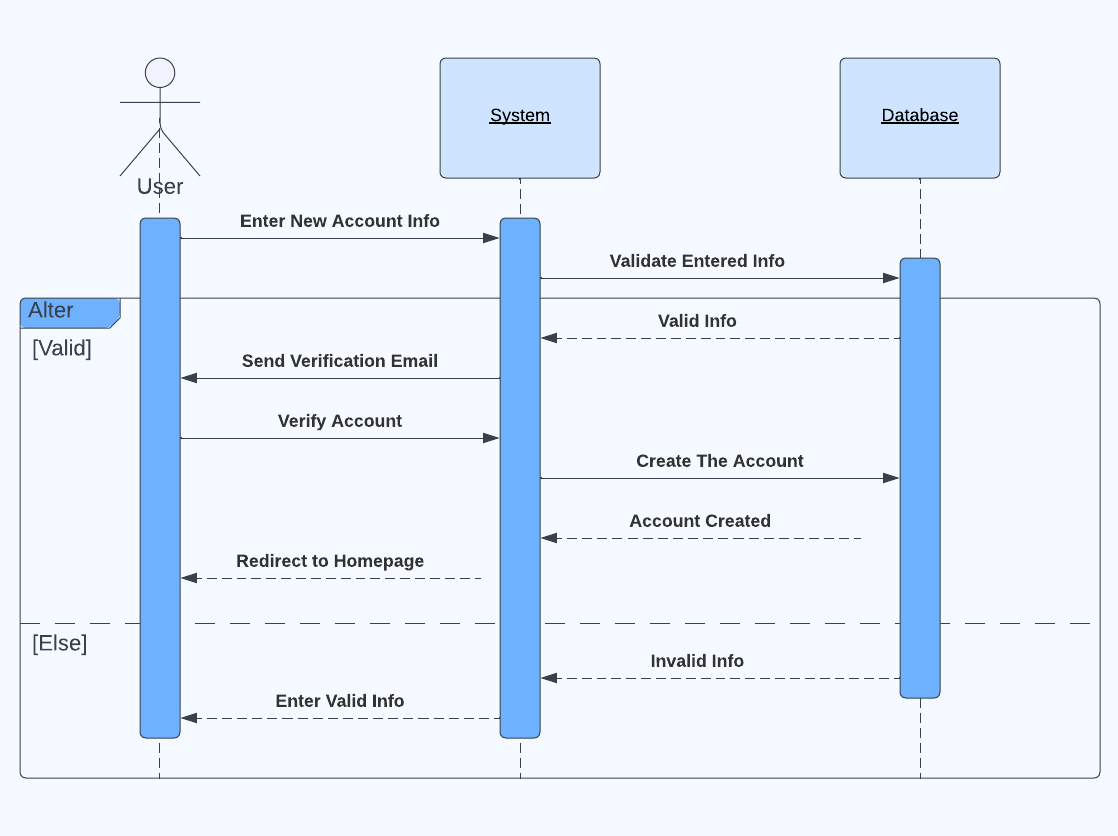 System
Database
User
Enter New Account Info
Validate Entered Info
Alter
Valid Info
[Valid]
Send Verification Email
Verify Account
Create The Account
Account Created
Redirect to Homepage
[Else]
Invalid Info
Enter Valid Info